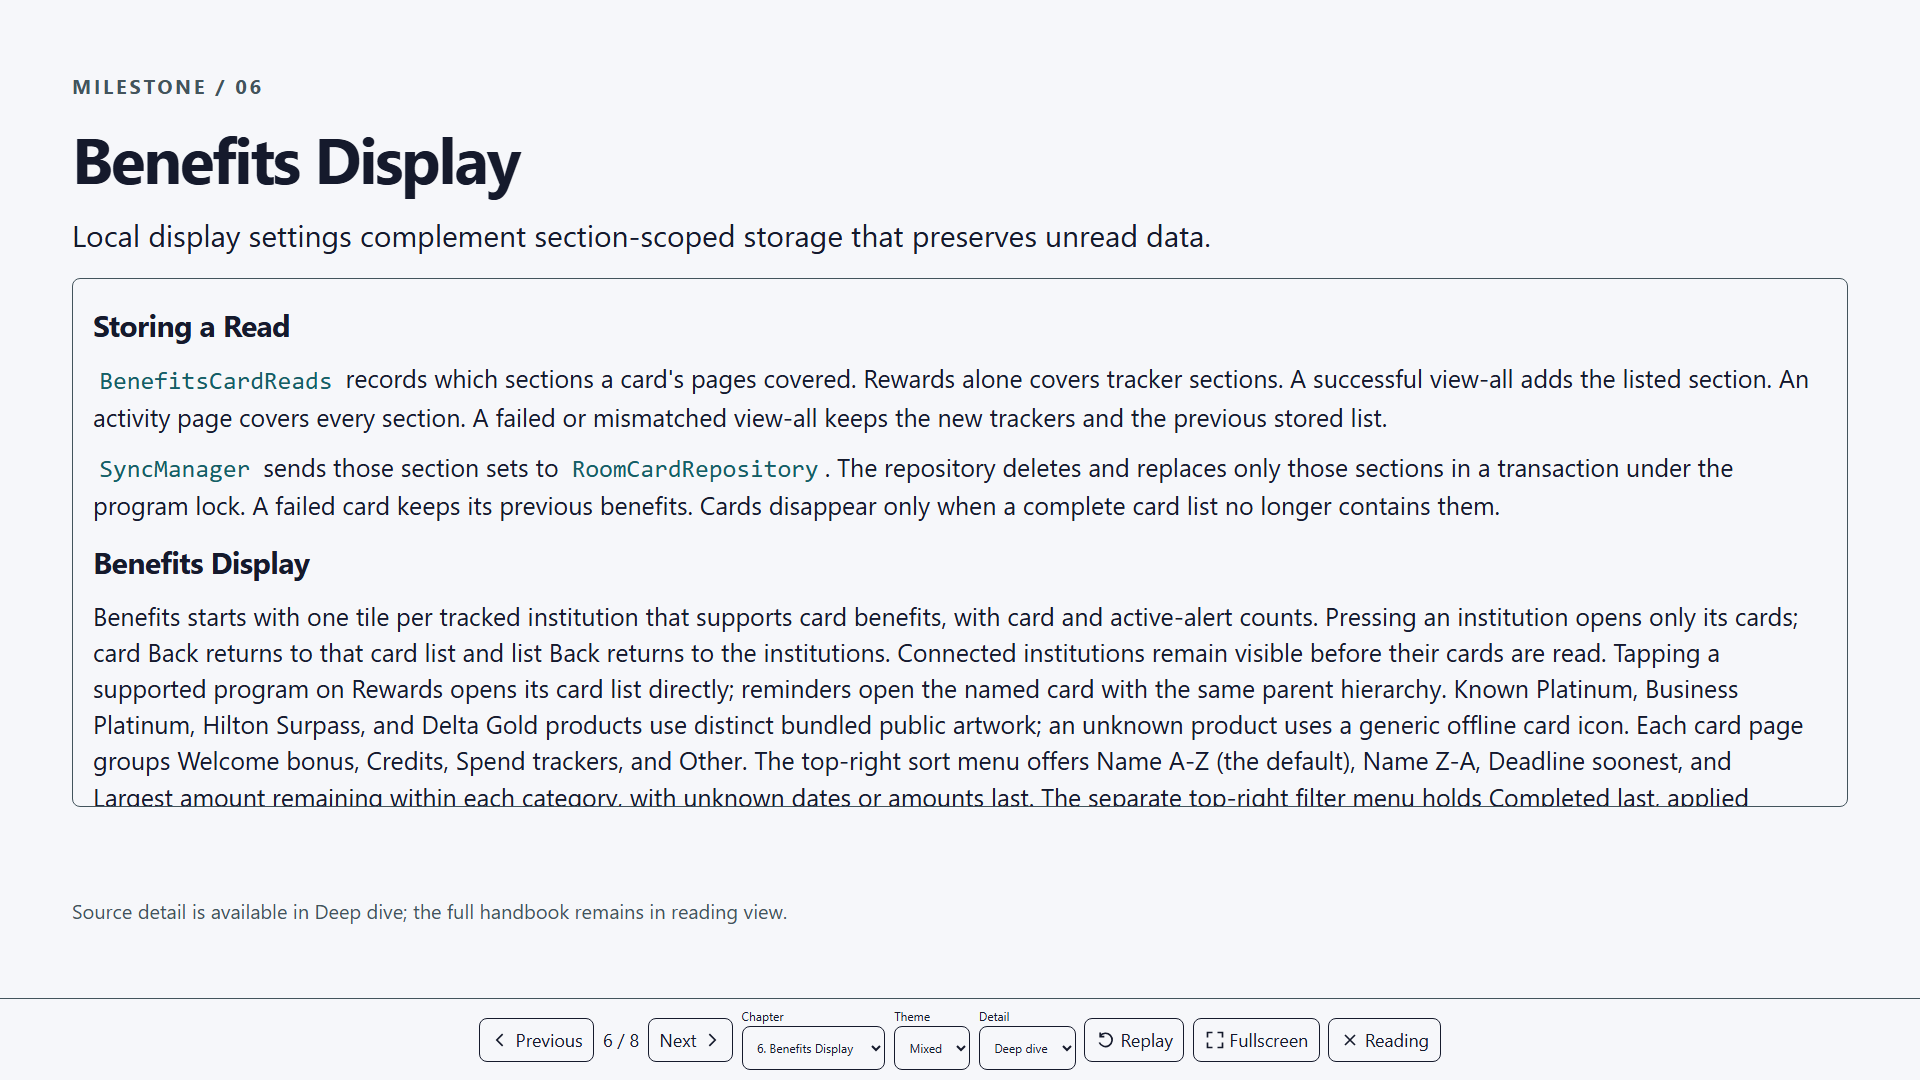 MILESTONE / 06
Benefits Display
Local display settings complement section-scoped storage that preserves unread data.
Storing a Read
BenefitsCardReads records which sections a card's pages covered. Rewards alone covers tracker sections. A successful view-all adds the listed section. An
activity page covers every section. A failed or mismatched view-all keeps the new trackers and the previous stored list.
SyncManager sends those section sets to RoomCardRepository. The repository deletes and replaces only those sections in a transaction under the
program lock. A failed card keeps its previous benefits. Cards disappear only when a complete card list no longer contains them.
Benefits Display
Benefits starts with one tile per tracked institution that supports card benefits, with card and active-alert counts. Pressing an institution opens only its cards;
card Back returns to that card list and list Back returns to the institutions. Connected institutions remain visible before their cards are read. Tapping a
supported program on Rewards opens its card list directly; reminders open the named card with the same parent hierarchy. Known Platinum, Business
Platinum, Hilton Surpass, and Delta Gold products use distinct bundled public artwork; an unknown product uses a generic offline card icon. Each card page
groups Welcome bonus, Credits, Spend trackers, and Other. The top-right sort menu offers Name A-Z (the default), Name Z-A, Deadline soonest, and
Largest amount remaining within each category, with unknown dates or amounts last. The separate top-right filter menu holds Completed last, applied
Source detail is available in Deep dive; the full handbook remains in reading view.
Chapter Theme Detail
Previous 6 / 8 Next 6. Benefits Display Mixed Deep dive Replay Fullscreen Reading